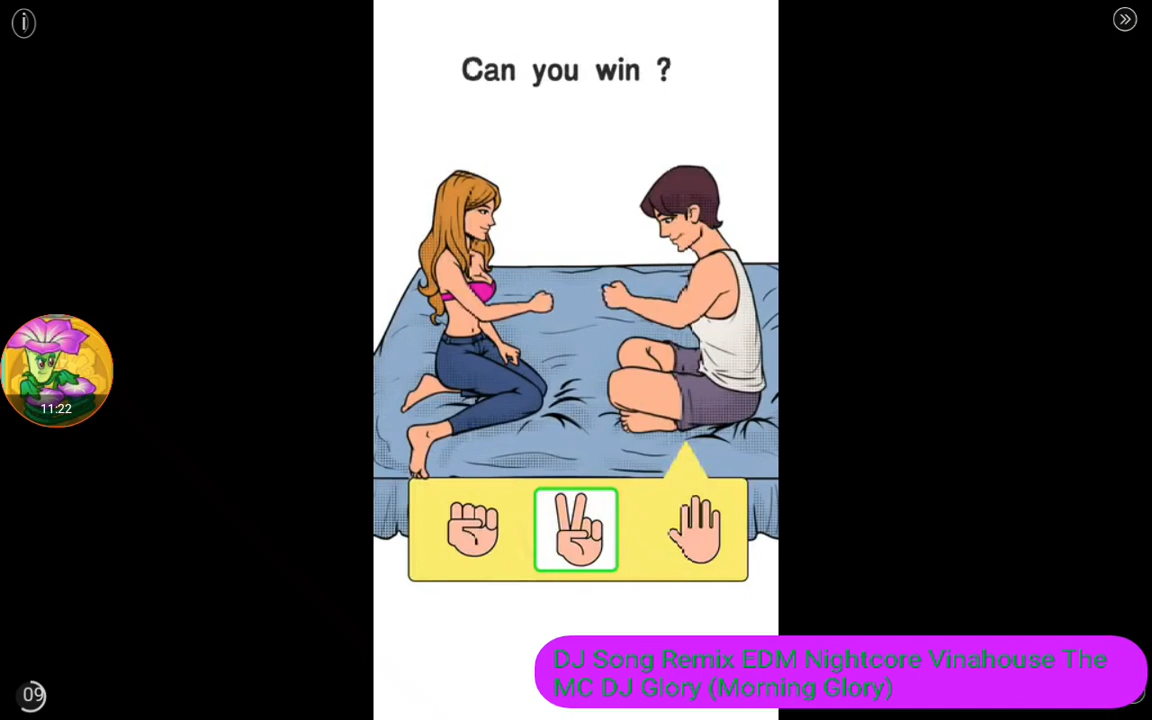 Can you win ?
11:22
DJ Song Remix EDM Nightcore Vinahouse The
MC DJ Glory (Morning Glory)
09